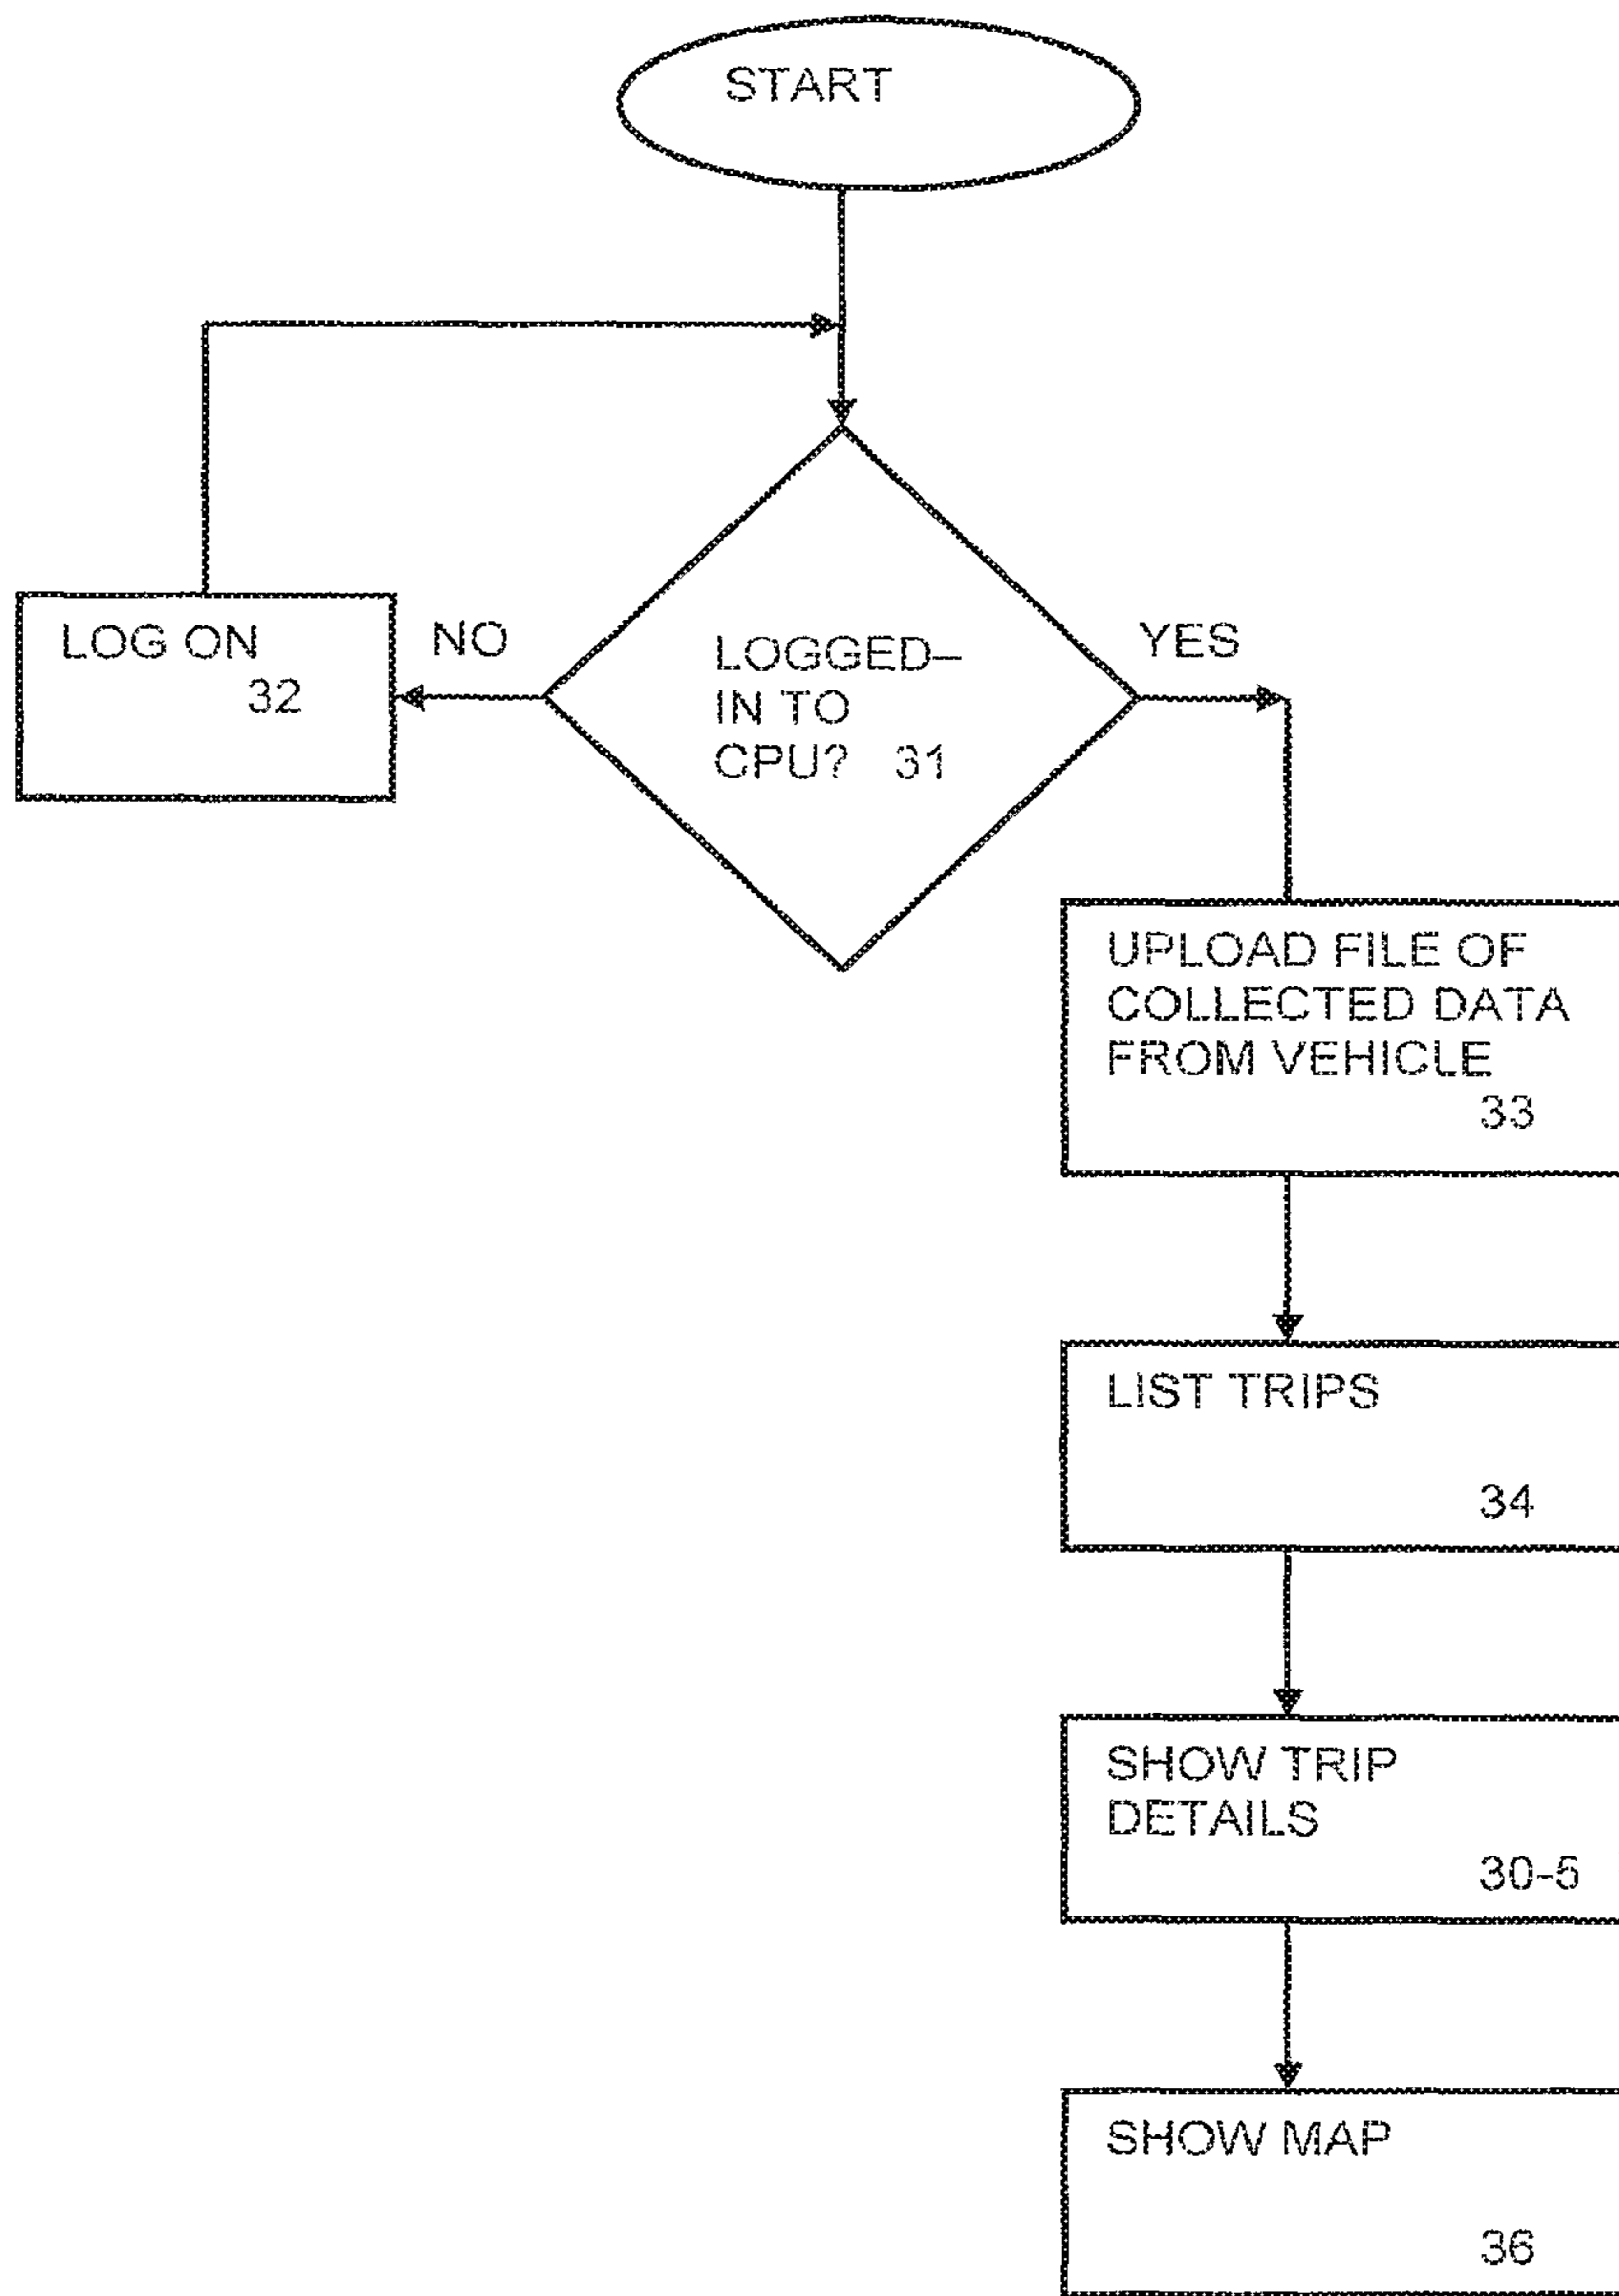 START
LOG ON
32
NO
LOGGED–
IN TO
CPU? 31
YES
UPLOAD FILE OF
COLLECTED DATA
FROM VEHICLE
33
LIST TRIPS
34
SHOW TRIP
DETAILS
30-5
SHOW MAP
36